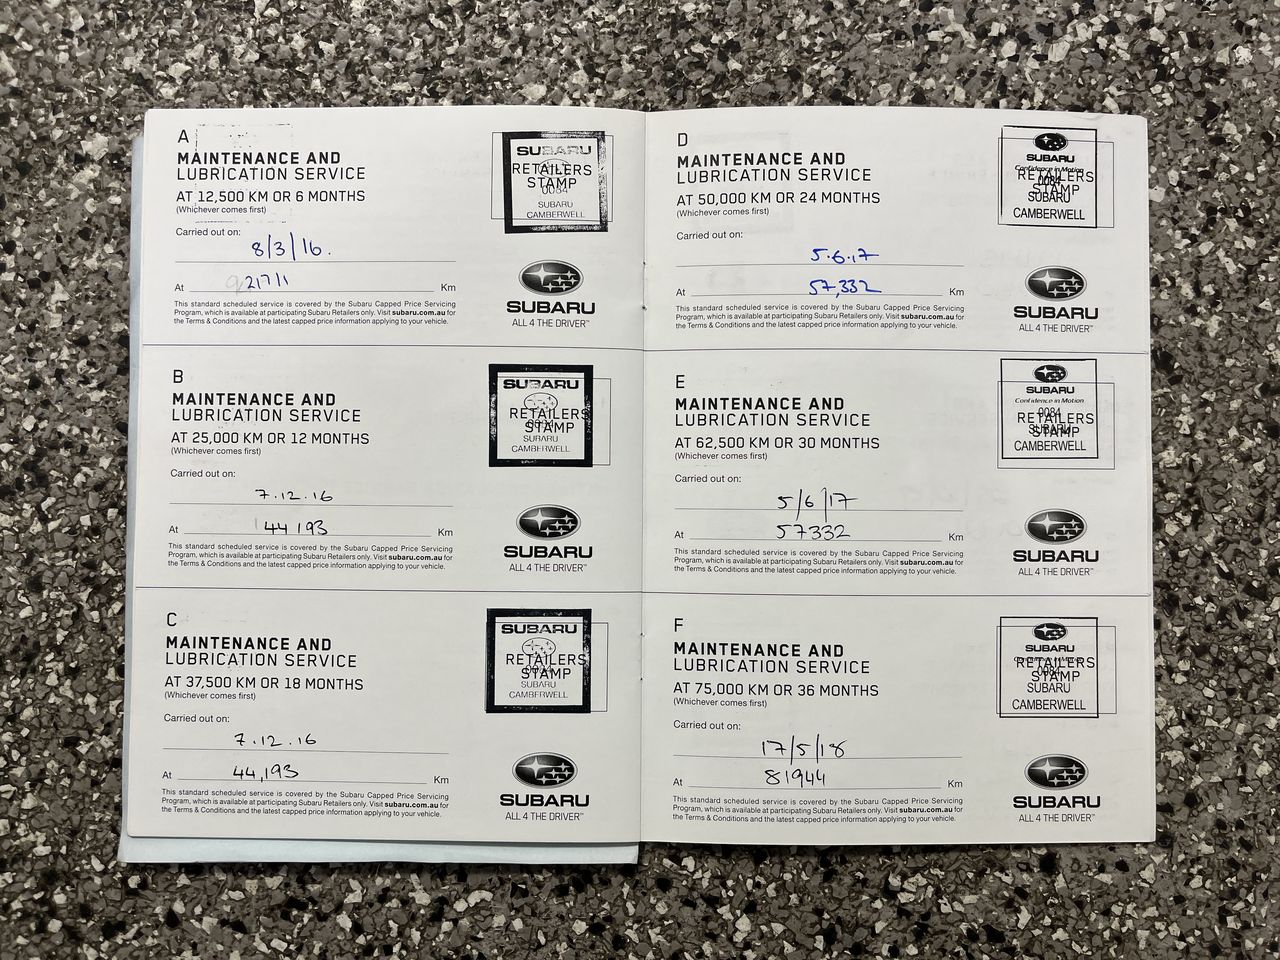 A
MAINTENANCE AND
LUBRICATION SERVICE
AT 12,500 KM OR 6 MONTHS
(Whichever comes first)
Carried out on:
8/3/16.
At 21711 Km
This standard scheduled service is covered by the Subaru Capped Price Servicing
Program, which is available at participating Subaru Retailers only. Visit subaru.com.au for
the Terms & Conditions and the latest capped price information applying to your vehicle.
SUBARU
RETAILERS
STAMP
0084
SUBARU
CAMBERWELL
SUBARU
ALL 4 THE DRIVER™
B
MAINTENANCE AND
LUBRICATION SERVICE
AT 25,000 KM OR 12 MONTHS
(Whichever comes first)
Carried out on:
7.12.16
At 44193 Km
This standard scheduled service is covered by the Subaru Capped Price Servicing
Program, which is available at participating Subaru Retailers only. Visit subaru.com.au for
the Terms & Conditions and the latest capped price information applying to your vehicle.
SUBARU
RETAILERS
STAMP
SUBARU
CAMBERWELL
SUBARU
ALL 4 THE DRIVER™
C
MAINTENANCE AND
LUBRICATION SERVICE
AT 37,500 KM OR 18 MONTHS
(Whichever comes first)
Carried out on:
7.12.16
At 44,193 Km
This standard scheduled service is covered by the Subaru Capped Price Servicing
Program, which is available at participating Subaru Retailers only. Visit subaru.com.au for
the Terms & Conditions and the latest capped price information applying to your vehicle.
SUBARU
RETAILERS
STAMP
SUBARU
CAMBERWELL
SUBARU
ALL 4 THE DRIVER™
D
MAINTENANCE AND
LUBRICATION SERVICE
AT 50,000 KM OR 24 MONTHS
(Whichever comes first)
Carried out on:
5.6.17
At 57,332 Km
This standard scheduled service is covered by the Subaru Capped Price Servicing
Program, which is available at participating Subaru Retailers only. Visit subaru.com.au for
the Terms & Conditions and the latest capped price information applying to your vehicle.
SUBARU
Confidence in Motion
RETAILERS
0084
STAMP
SUBARU
CAMBERWELL
SUBARU
ALL 4 THE DRIVER™
E
MAINTENANCE AND
LUBRICATION SERVICE
AT 62,500 KM OR 30 MONTHS
(Whichever comes first)
Carried out on:
5/6/17
At 57332 Km
This standard scheduled service is covered by the Subaru Capped Price Servicing
Program, which is available at participating Subaru Retailers only. Visit subaru.com.au for
the Terms & Conditions and the latest capped price information applying to your vehicle.
SUBARU
Confidence in Motion
0084
RETAILERS
SUBARU
STAMP
CAMBERWELL
SUBARU
ALL 4 THE DRIVER™
F
MAINTENANCE AND
LUBRICATION SERVICE
AT 75,000 KM OR 36 MONTHS
(Whichever comes first)
Carried out on:
17/5/18
At 81944 Km
This standard scheduled service is covered by the Subaru Capped Price Servicing
Program, which is available at participating Subaru Retailers only. Visit subaru.com.au for
the Terms & Conditions and the latest capped price information applying to your vehicle.
SUBARU
RETAILERS
0084
STAMP
SUBARU
CAMBERWELL
SUBARU
ALL 4 THE DRIVER™